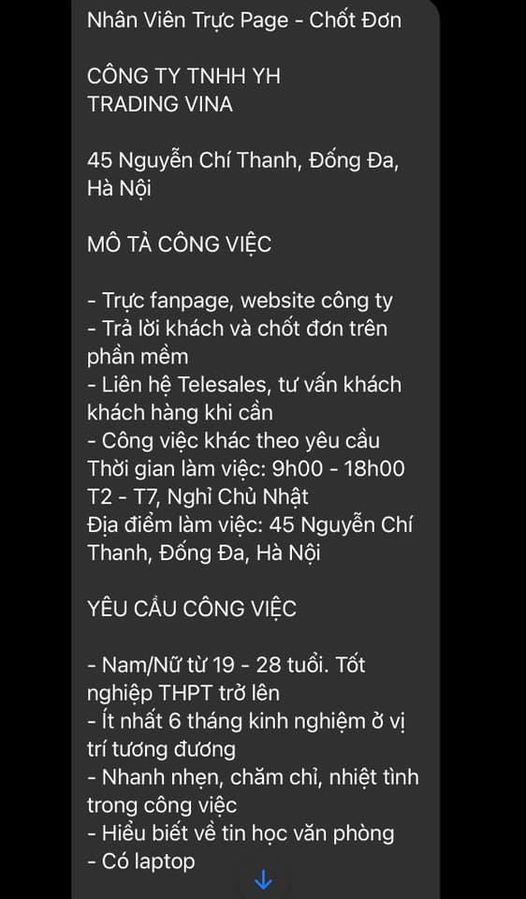 Nhân Viên Trực Page - Chốt Đơn
CÔNG TY TNHH YH
TRADING VINA
45 Nguyễn Chí Thanh, Đống Đa,
Hà Nội
MÔ TẢ CÔNG VIỆC
- Trực fanpage, website công ty
- Trả lời khách và chốt đơn trên
phần mềm
- Liên hệ Telesales, tư vấn khách
khách hàng khi cần
- Công việc khác theo yêu cầu
Thời gian làm việc: 9h00 - 18h00
T2 - T7, Nghỉ Chủ Nhật
Địa điểm làm việc: 45 Nguyễn Chí
Thanh, Đống Đa, Hà Nội
YÊU CẦU CÔNG VIỆC
- Nam/Nữ từ 19 - 28 tuổi. Tốt
nghiệp THPT trở lên
- Ít nhất 6 tháng kinh nghiệm ở vị
trí tương đương
- Nhanh nhẹn, chăm chỉ, nhiệt tình
trong công việc
- Hiểu biết về tin học văn phòng
- Có laptop